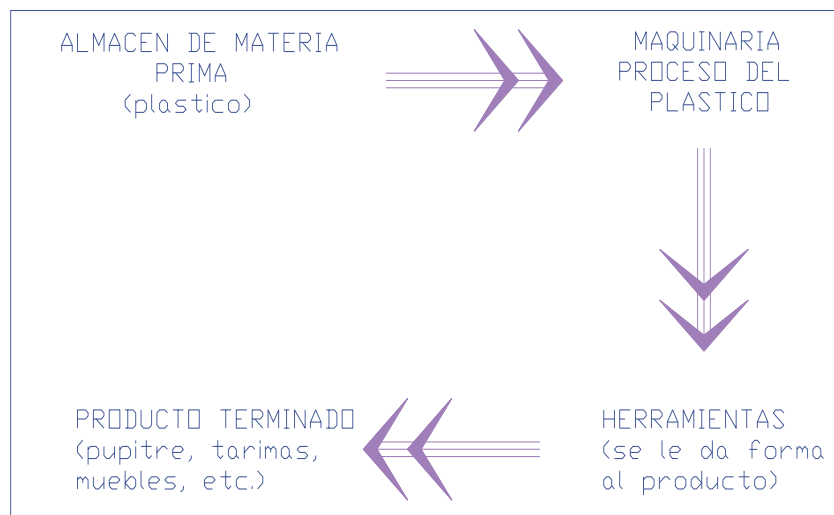 ALMACEN DE MATERIA
PRIMA
(plastico)
MAQUINARIA
PROCESO DEL
PLASTICO
HERRAMIENTAS
(se le da forma
al producto)
PRODUCTO TERMINADO
(pupitre, tarimas,
muebles, etc.)